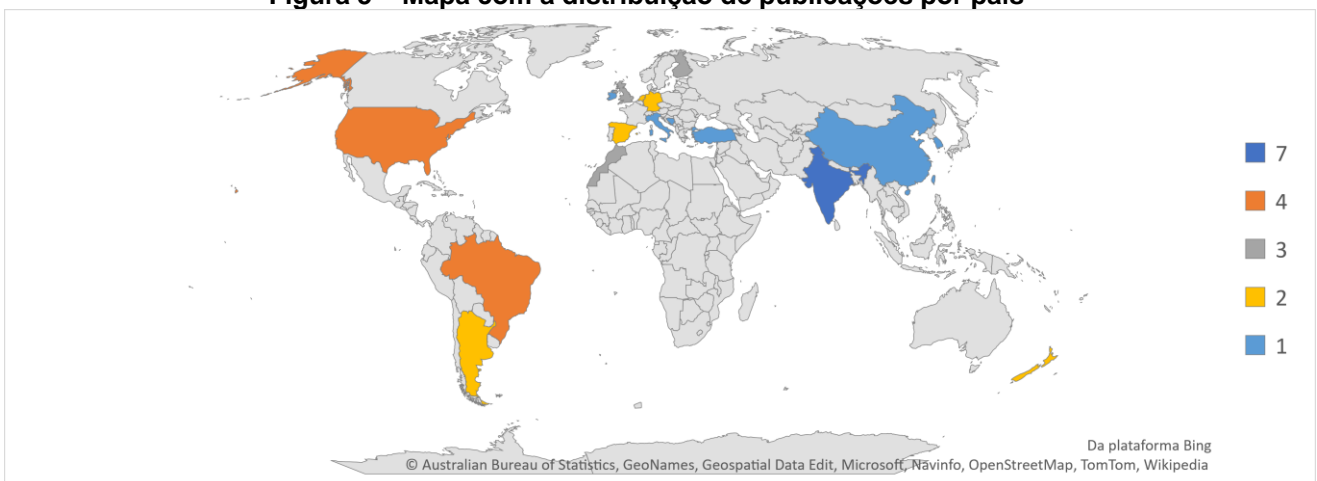 Figura – Mapa com a distribuição de publicações por país
7
4
3
2
1
Da plataforma Bing
© Australian Bureau of Statistics, GeoNames, Geospatial Data Edit, Microsoft, Navinfo, OpenStreetMap, TomTom, Wikipedia